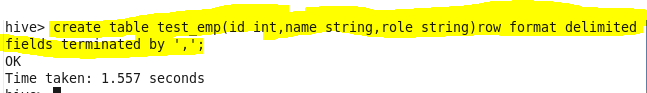 hive> create table test_emp(id int,name string,role string)row format delimited
fields terminated by ',';
OK
Time taken: 1.557 seconds
hive>